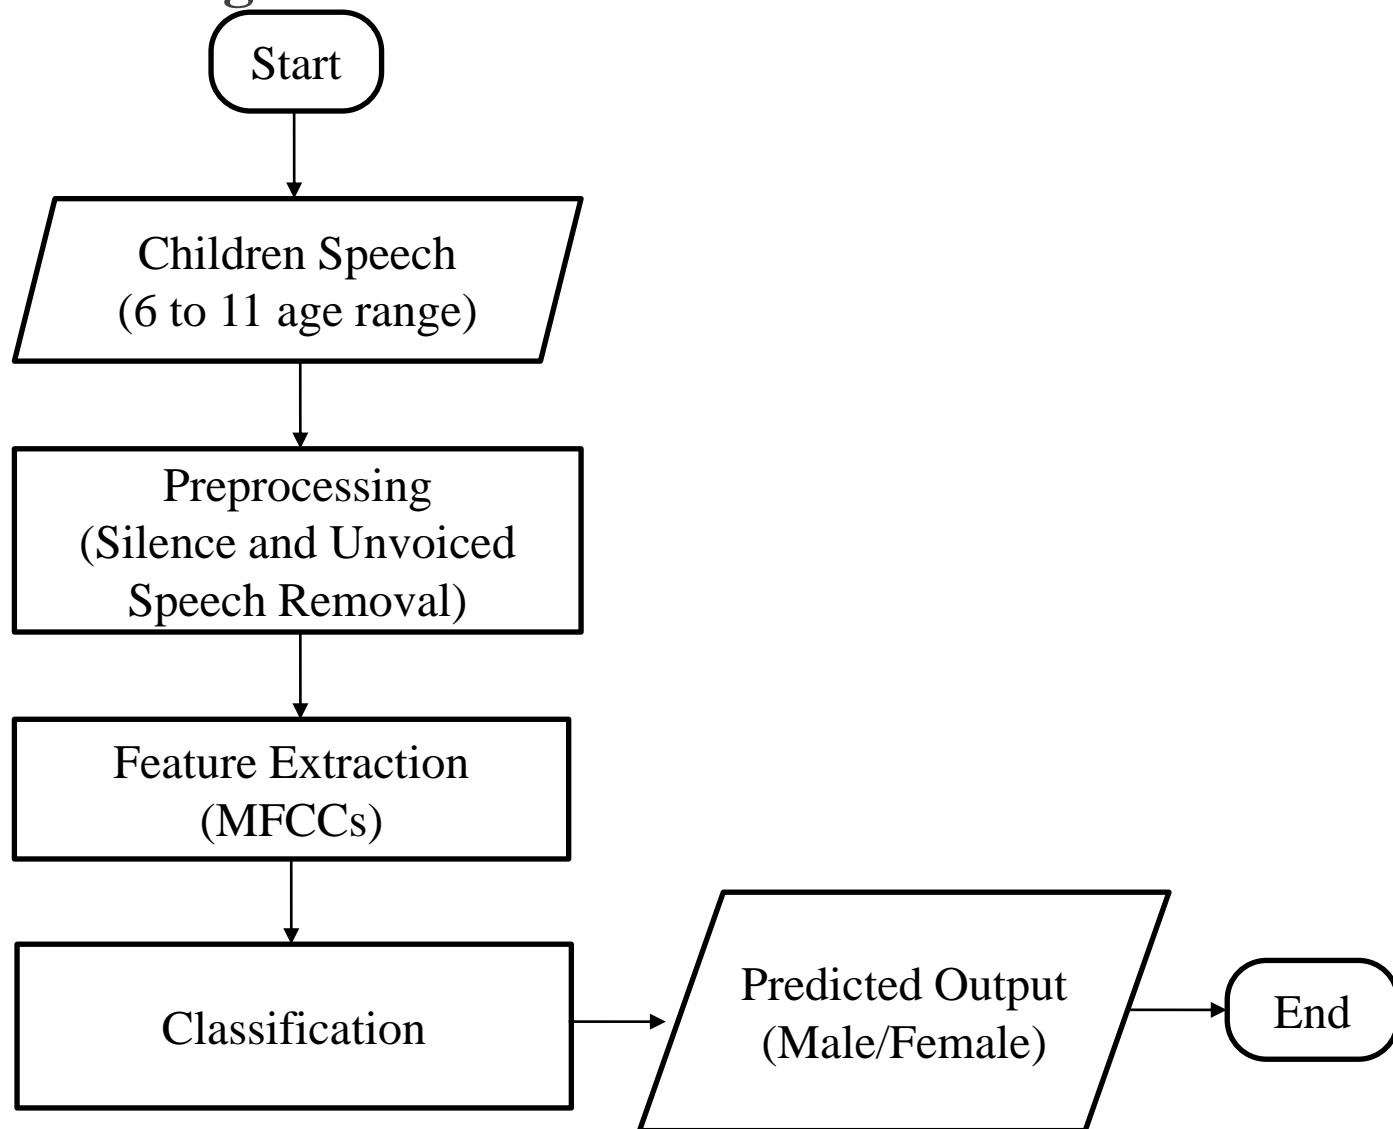 Start
Children Speech
(6 to 11 age range)
Preprocessing
(Silence and Unvoiced
Speech Removal)
Feature Extraction
(MFCCs)
Classification
Predicted Output
(Male/Female)
End